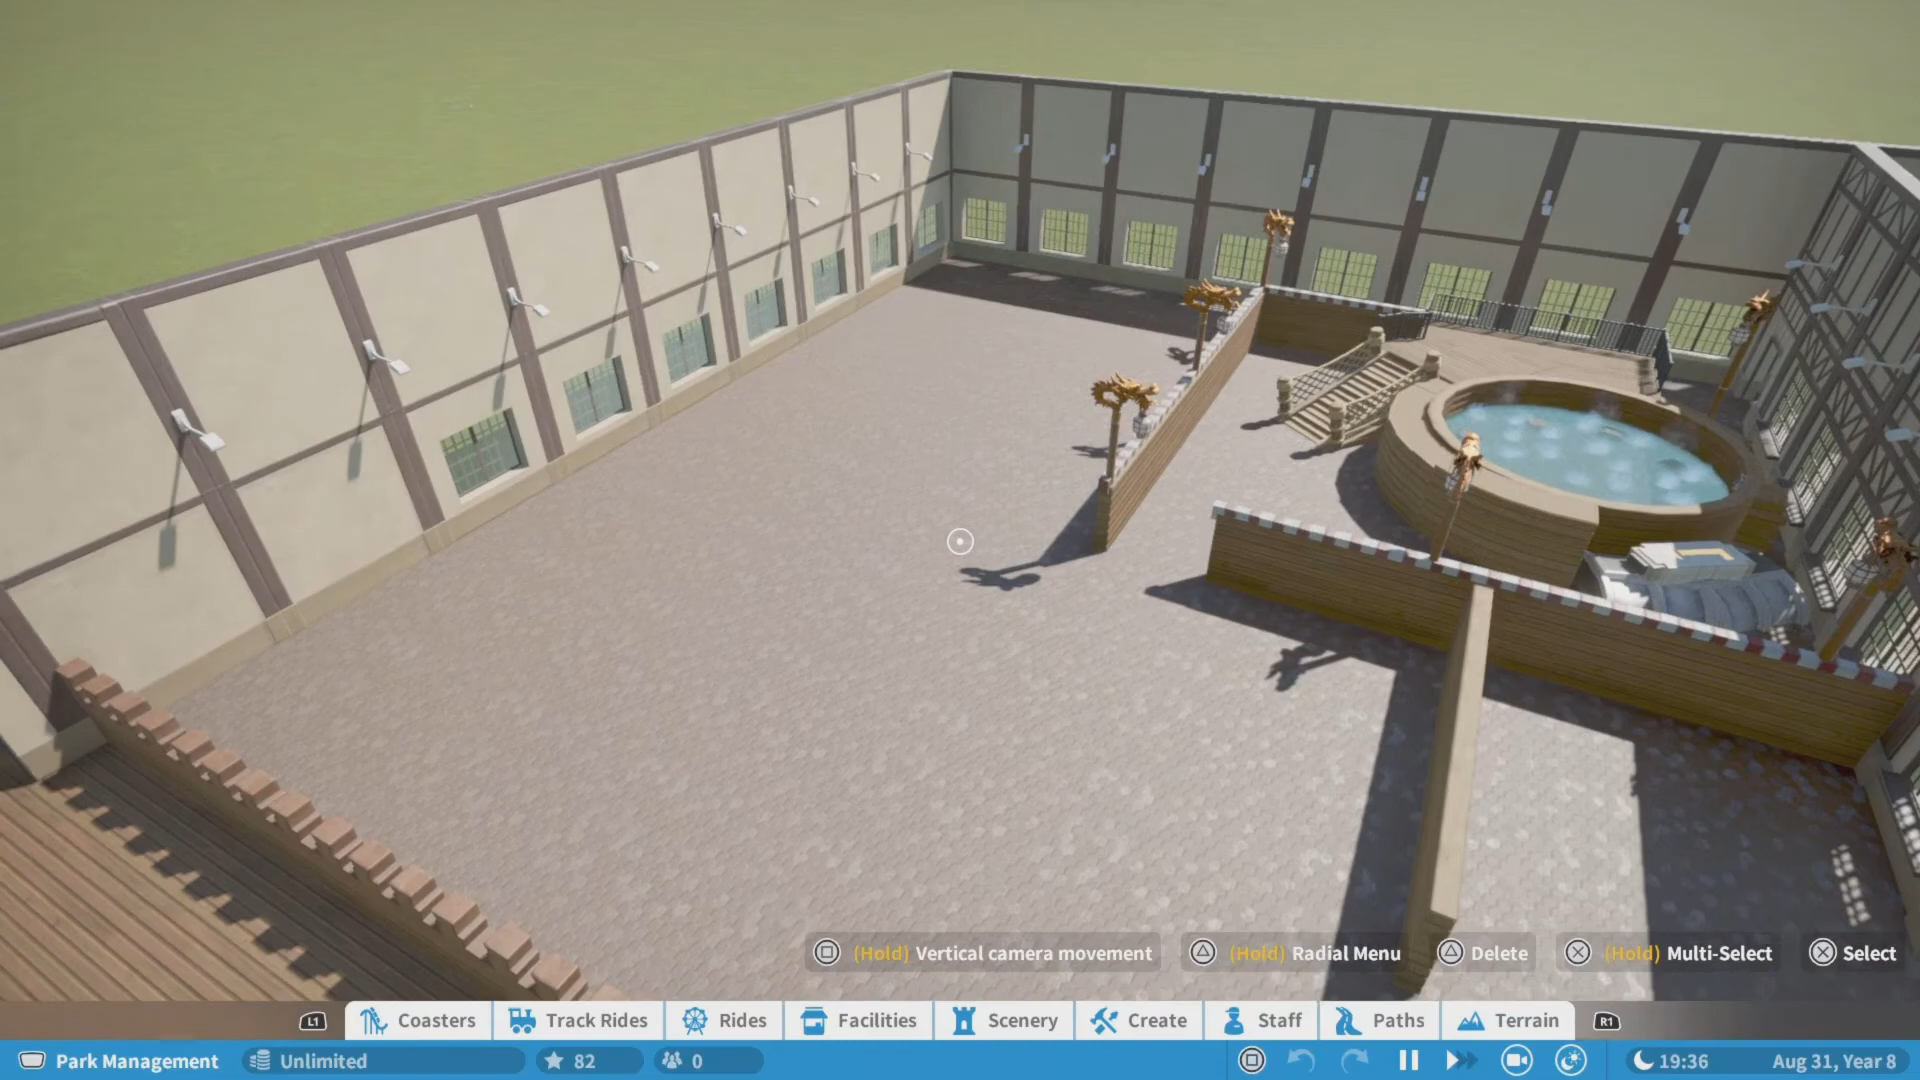 (Hold) Vertical camera movement (Hold) Radial Menu Delete (Hold) Multi-Select Select
L1 Coasters Track Rides Rides Facilities Scenery Create Staff Paths Terrain R1
Park Management Unlimited 82 0 19:36 Aug 31, Year 8